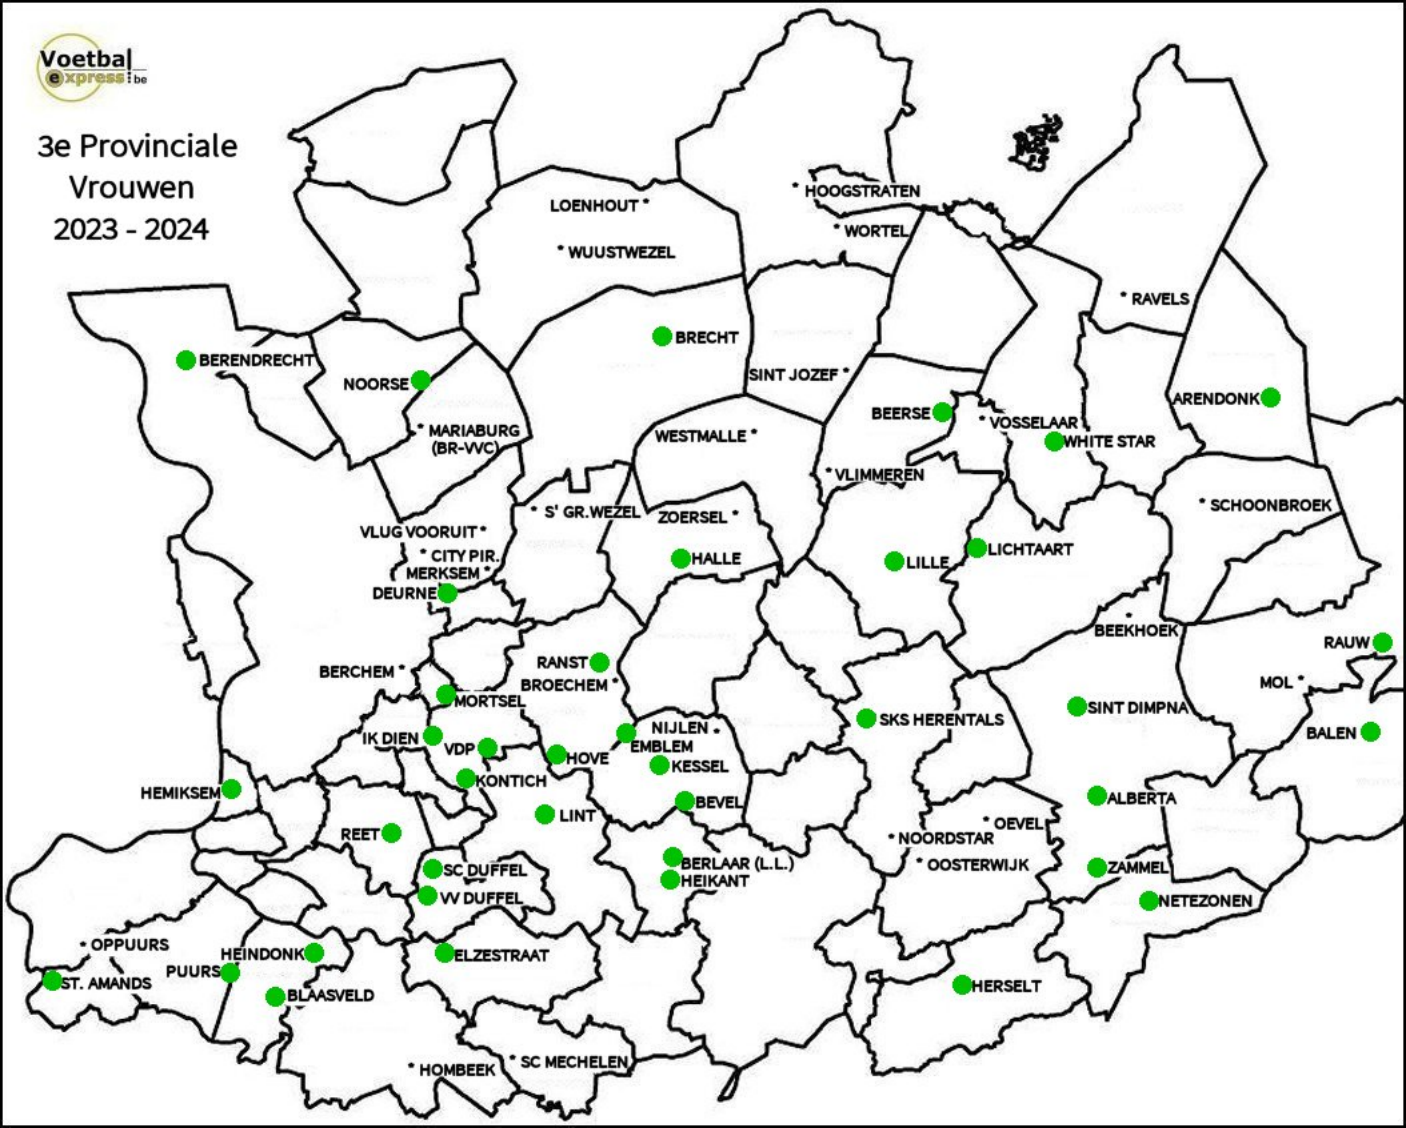 Voetbal
express.be
3e Provinciale
Vrouwen
2023 - 2024
* HOOGSTRATEN
LOENHOUT *
* WORTEL
* WUUSTWEZEL
* RAVELS
BRECHT
BERENDRECHT
SINT JOZEF *
NOORSE
ARENDONK
BEERSE
* VOSSELAAR
* MARIABURG
(BR-VVC)
WESTMALLE *
WHITE STAR
* VLIMMEREN
* SCHOONBROEK
* S' GR.WEZEL
ZOERSEL *
VLUG VOORUIT *
* CITY PIR.
MERKSEM *
HALLE
LILLE
LICHTAART
DEURNE
*
BEEKHOEK
RAUW
RANST
BERCHEM *
BROECHEM *
MOL *
MORTSEL
SINT DIMPNA
SKS HERENTALS
NIJLEN *
IK DIEN
VDP
EMBLEM
BALEN
HOVE
KESSEL
KONTICH
HEMIKSEM
BEVEL
ALBERTA
LINT
* OEVEL
REET
* NOORDSTAR
BERLAAR (L.L.)
* OOSTERWIJK
SC DUFFEL
ZAMMEL
HEIKANT
VV DUFFEL
NETEZONEN
* OPPUURS
HEINDONK
ELZESTRAAT
PUURS
ST. AMANDS
HERSELT
BLAASVELD
* SC MECHELEN
* HOMBEEK